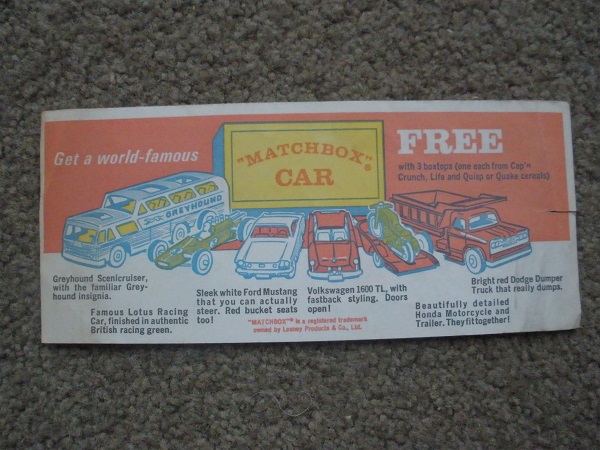 Get a world-famous
"MATCHBOX"®
CAR
FREE
with 3 boxtops (one each from Cap'n
Crunch, Life and Quisp or Quake cereals)
GREYHOUND
Greyhound Scenicruiser,
with the familiar Grey-
hound insignia.
Famous Lotus Racing
Car, finished in authentic
British racing green.
Sleek white Ford Mustang
that you can actually
steer. Red bucket seats
too!
Volkswagen 1600 TL, with
fastback styling. Doors
open!
"MATCHBOX"® is a registered trademark
owned by Lesney Products & Co., Ltd.
Beautifully detailed
Honda Motorcycle and
Trailer. They fit together!
Bright red Dodge Dumper
Truck that really dumps.